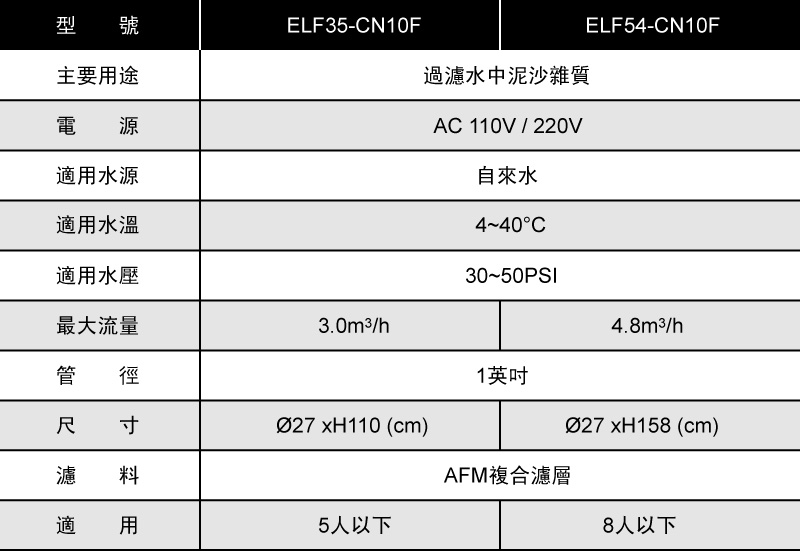 型　　號 ELF35-CN10F ELF54-CN10F
主要用途 過濾水中泥沙雜質
電　　源 AC 110V / 220V
適用水源 自來水
適用水溫 4~40°C
適用水壓 30~50PSI
最大流量 3.0m³/h 4.8m³/h
管　　徑 1英吋
尺　　寸 Ø27 xH110 (cm) Ø27 xH158 (cm)
濾　　料 AFM複合濾層
適　　用 5人以下 8人以下